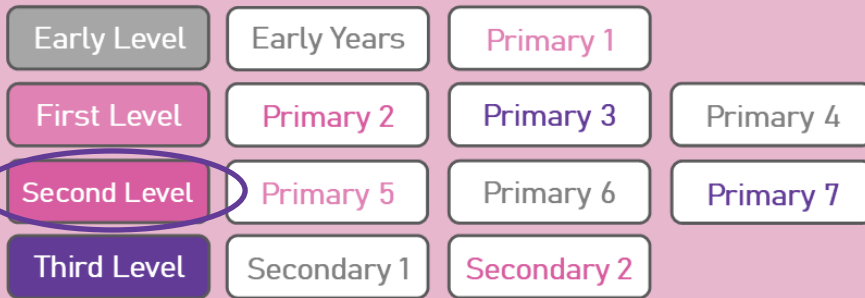 Early Level Early Years Primary 1
First Level Primary 2 Primary 3 Primary 4
Second Level Primary 5 Primary 6 Primary 7
Third Level Secondary 1 Secondary 2